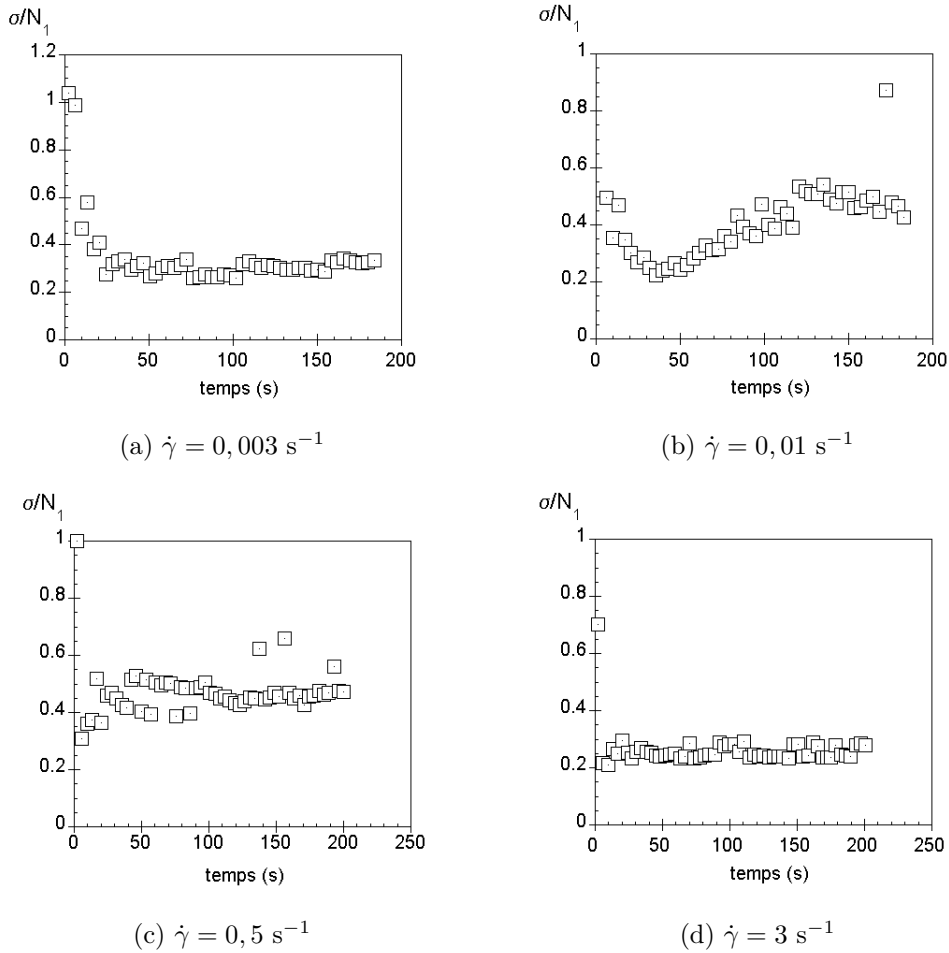 σ/N₁
1.2
1
0.8
0.6
0.4
0.2
0
0 50 100 150 200
temps (s)
(a) γ̇ = 0,003 s⁻¹
σ/N₁
1
0.8
0.6
0.4
0.2
0
0 50 100 150 200
temps (s)
(b) γ̇ = 0,01 s⁻¹
σ/N₁
1
0.8
0.6
0.4
0.2
0
0 50 100 150 200 250
temps (s)
(c) γ̇ = 0,5 s⁻¹
σ/N₁
1
0.8
0.6
0.4
0.2
0
0 50 100 150 200 250
temps (s)
(d) γ̇ = 3 s⁻¹